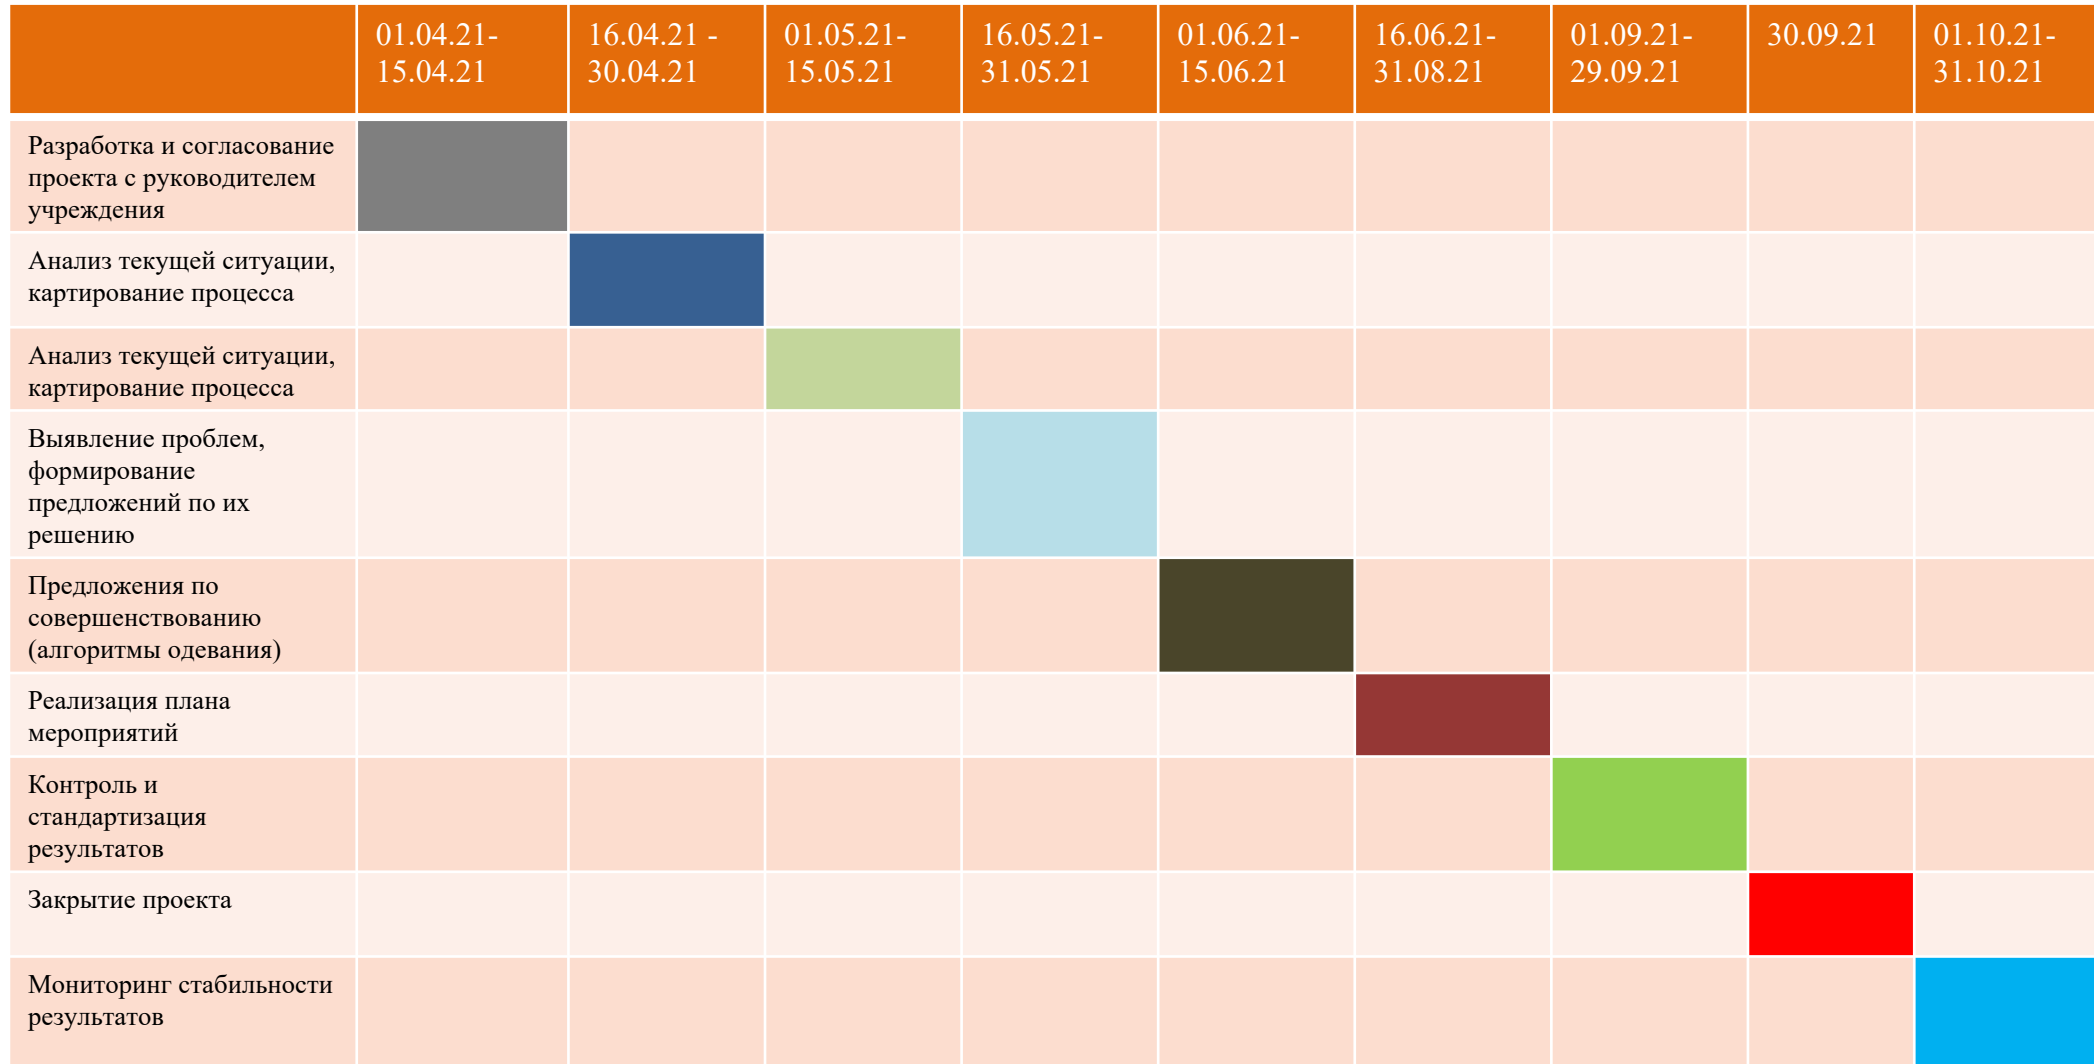 01.04.21-
15.04.21
16.04.21 -
30.04.21
01.05.21-
15.05.21
16.05.21-
31.05.21
01.06.21-
15.06.21
16.06.21-
31.08.21
01.09.21-
29.09.21
30.09.21
01.10.21-
31.10.21
Разработка и согласование
проекта с руководителем
учреждения
Анализ текущей ситуации,
картирование процесса
Анализ текущей ситуации,
картирование процесса
Выявление проблем,
формирование
предложений по их
решению
Предложения по
совершенствованию
(алгоритмы одевания)
Реализация плана
мероприятий
Контроль и
стандартизация
результатов
Закрытие проекта
Мониторинг стабильности
результатов